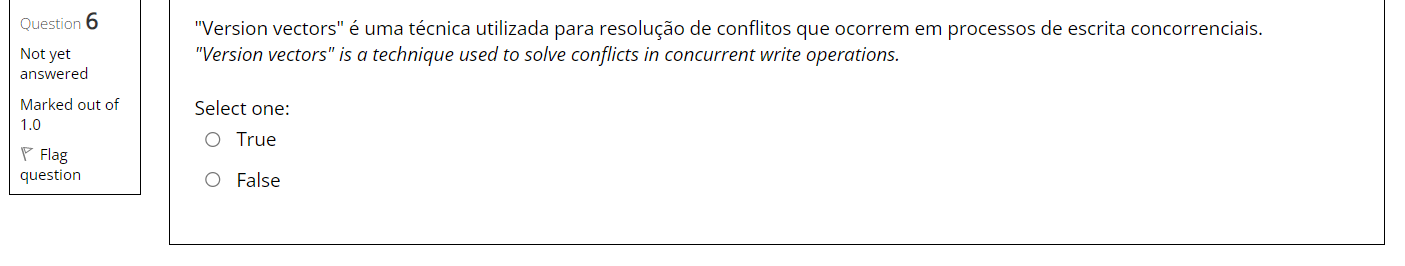 Question 6
Not yet
answered
Marked out of
1.0
Flag
question
"Version vectors" é uma técnica utilizada para resolução de conflitos que ocorrem em processos de escrita concorrenciais.
"Version vectors" is a technique used to solve conflicts in concurrent write operations.
Select one:
True
False